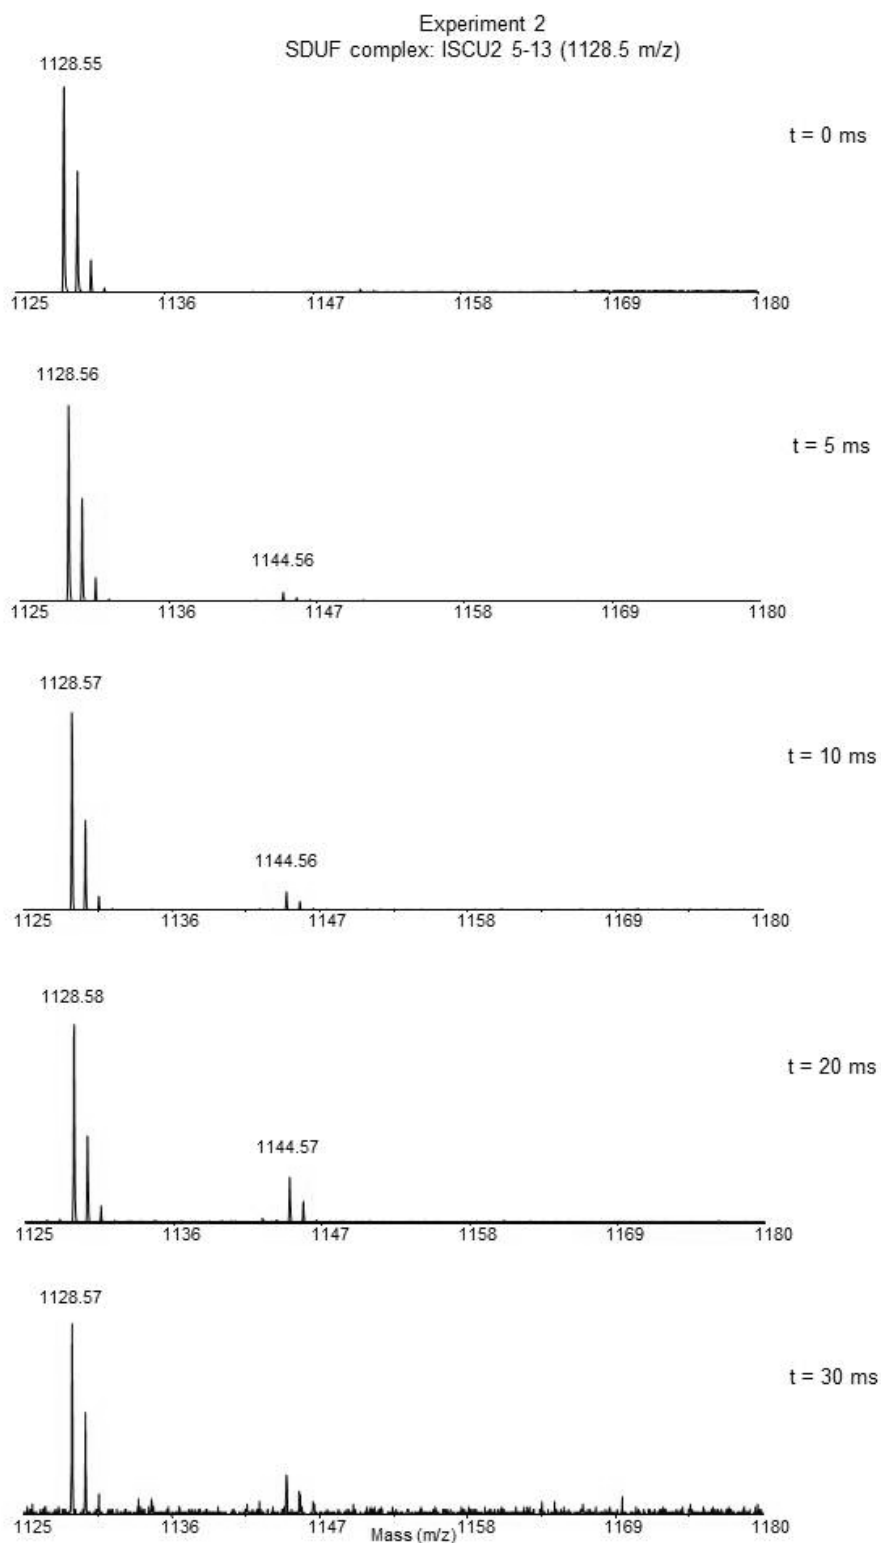 Experiment 2
SDUF complex: ISCU2 5-13 (1128.5 m/z)
1128.55
t = 0 ms
1125 1136 1147 1158 1169 1180
1128.56
t = 5 ms
1144.56
1125 1136 1147 1158 1169 1180
1128.57
t = 10 ms
1144.56
1125 1136 1147 1158 1169 1180
1128.58
t = 20 ms
1144.57
1125 1136 1147 1158 1169 1180
1128.57
t = 30 ms
1125 1136 1147 1158 1169 1180
Mass (m/z)